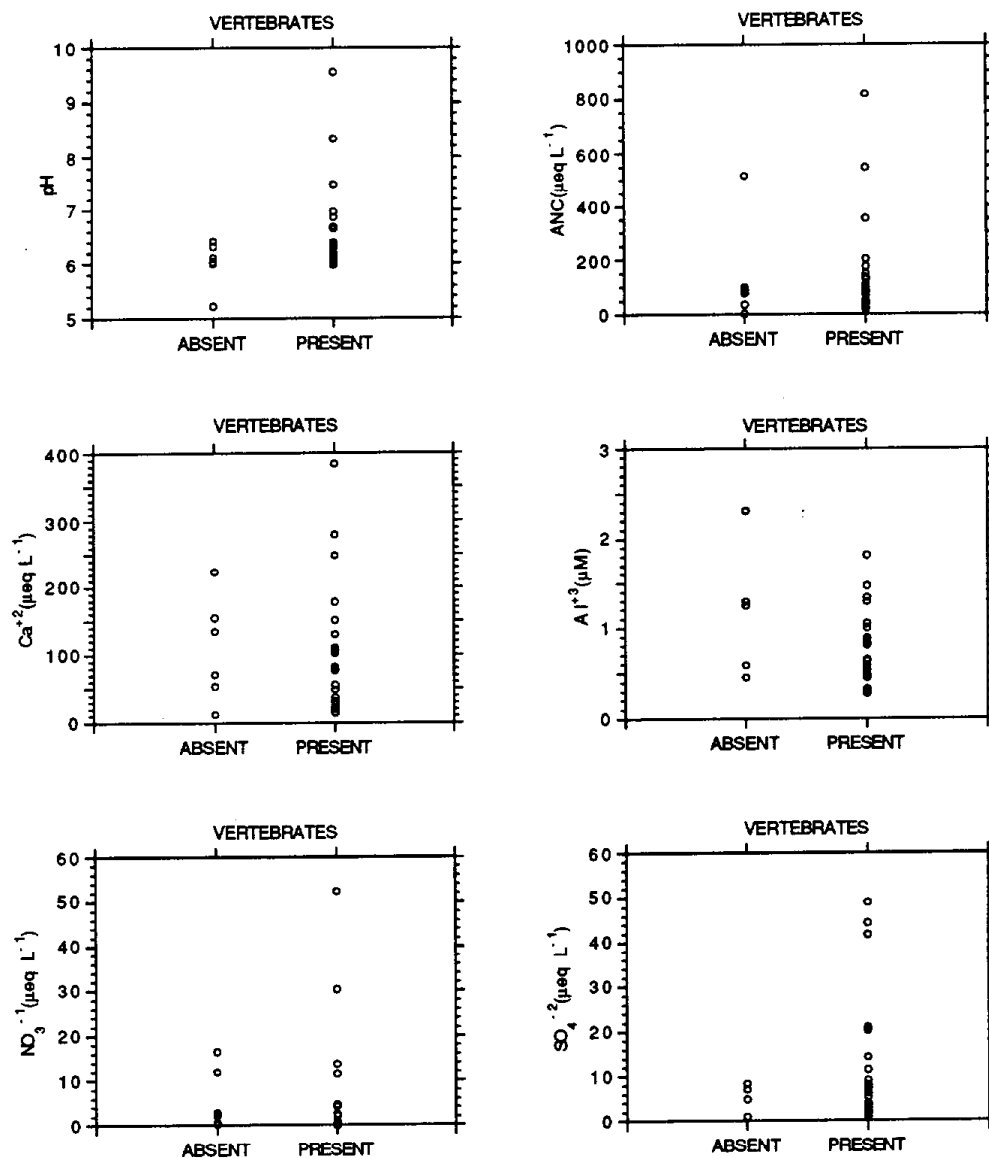 VERTEBRATES
10
9
8
7
6
5
pH
ABSENT PRESENT
VERTEBRATES
1000
800
600
400
200
0
ANC(µeq L⁻¹)
ABSENT PRESENT
VERTEBRATES
400
300
200
100
0
Ca⁺²(µeq L⁻¹)
ABSENT PRESENT
VERTEBRATES
3
2
1
0
Al⁺³(µM)
ABSENT PRESENT
VERTEBRATES
60
50
40
30
20
10
0
NO₃⁻¹(µeq L⁻¹)
ABSENT PRESENT
VERTEBRATES
60
50
40
30
20
10
0
SO₄⁻²(µeq L⁻¹)
ABSENT PRESENT